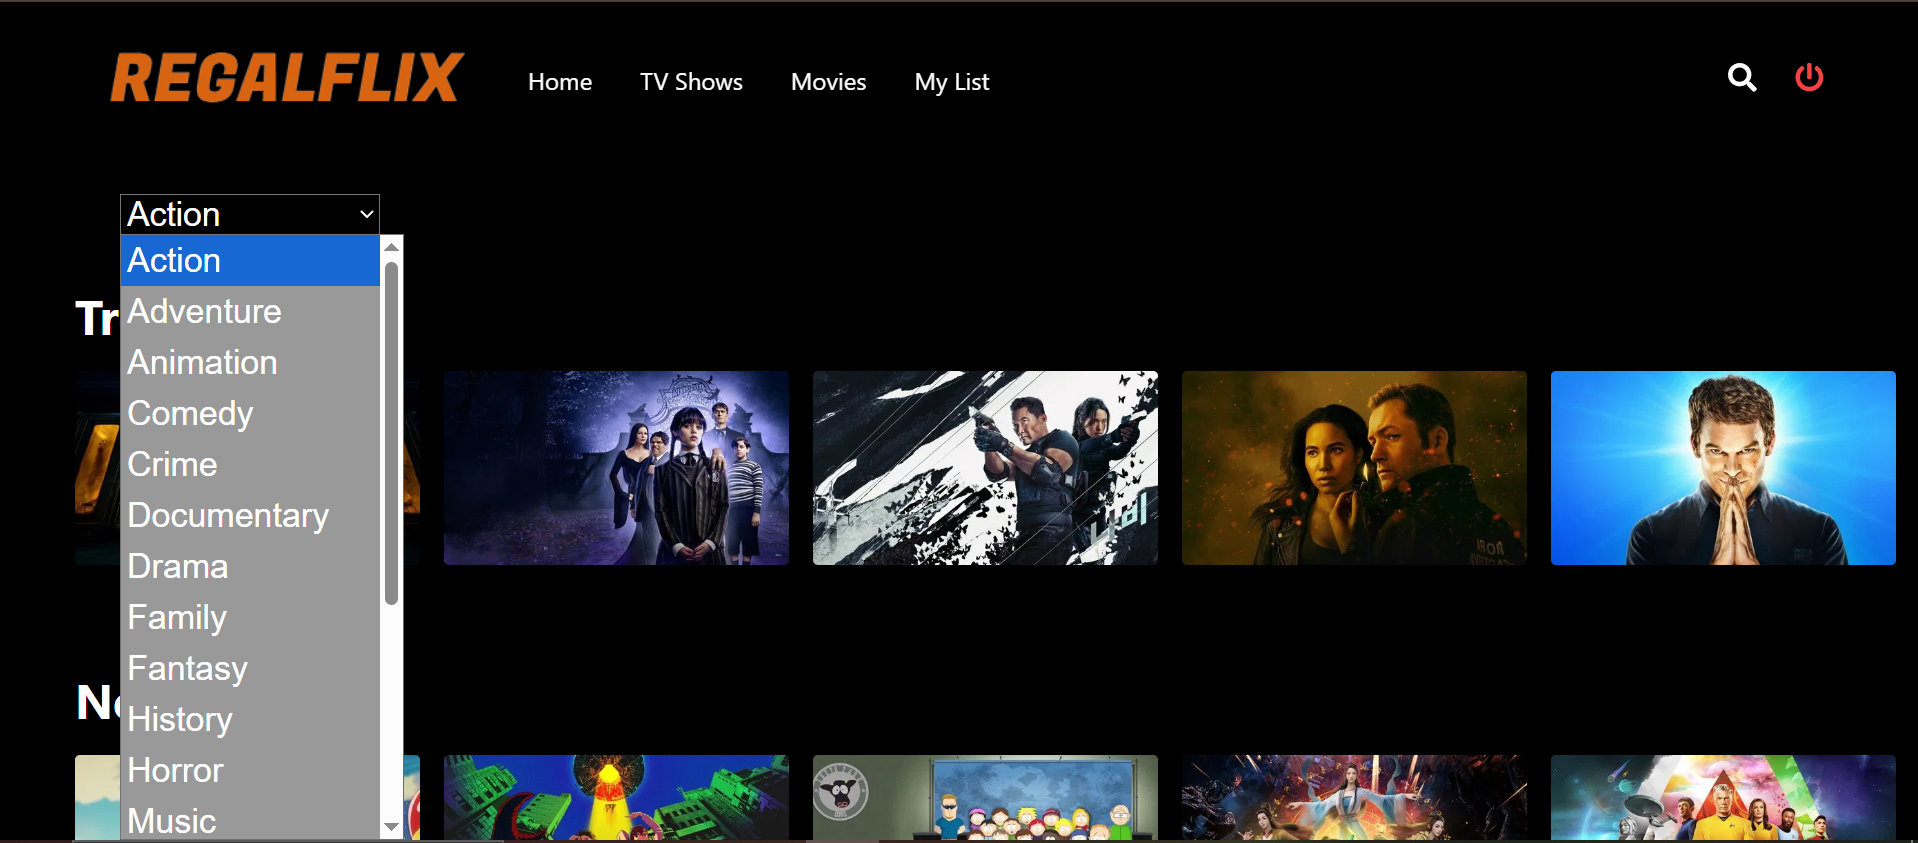 REGALFLIX
Home
TV Shows
Movies
My List
Action
Action
Adventure
Animation
Comedy
Crime
Documentary
Drama
Family
Fantasy
History
Horror
Music
Tr